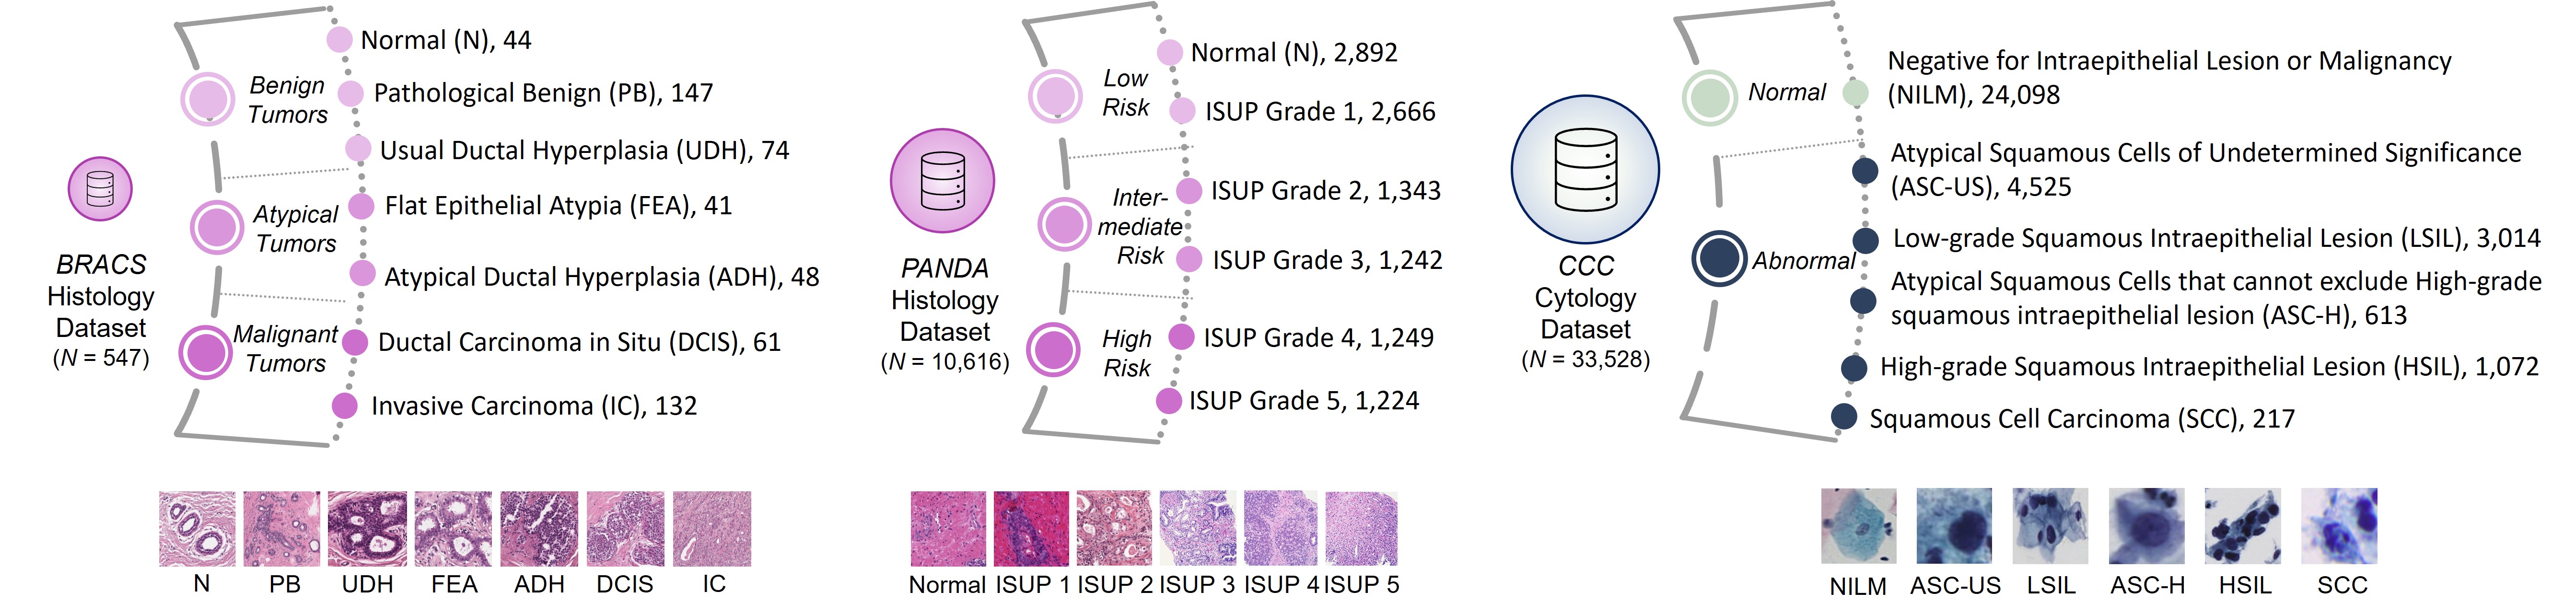 BRACS
Histology
Dataset
(N = 547)
Benign
Tumors
Atypical
Tumors
Malignant
Tumors
Normal (N), 44
Pathological Benign (PB), 147
Usual Ductal Hyperplasia (UDH), 74
Flat Epithelial Atypia (FEA), 41
Atypical Ductal Hyperplasia (ADH), 48
Ductal Carcinoma in Situ (DCIS), 61
Invasive Carcinoma (IC), 132
N PB UDH FEA ADH DCIS IC
PANDA
Histology
Dataset
(N = 10,616)
Low
Risk
Inter-
mediate
Risk
High
Risk
Normal (N), 2,892
ISUP Grade 1, 2,666
ISUP Grade 2, 1,343
ISUP Grade 3, 1,242
ISUP Grade 4, 1,249
ISUP Grade 5, 1,224
Normal ISUP 1 ISUP 2 ISUP 3 ISUP 4 ISUP 5
CCC
Cytology
Dataset
(N = 33,528)
Normal
Abnormal
Negative for Intraepithelial Lesion or Malignancy
(NILM), 24,098
Atypical Squamous Cells of Undetermined Significance
(ASC-US), 4,525
Low-grade Squamous Intraepithelial Lesion (LSIL), 3,014
Atypical Squamous Cells that cannot exclude High-grade
squamous intraepithelial lesion (ASC-H), 613
High-grade Squamous Intraepithelial Lesion (HSIL), 1,072
Squamous Cell Carcinoma (SCC), 217
NILM ASC-US LSIL ASC-H HSIL SCC